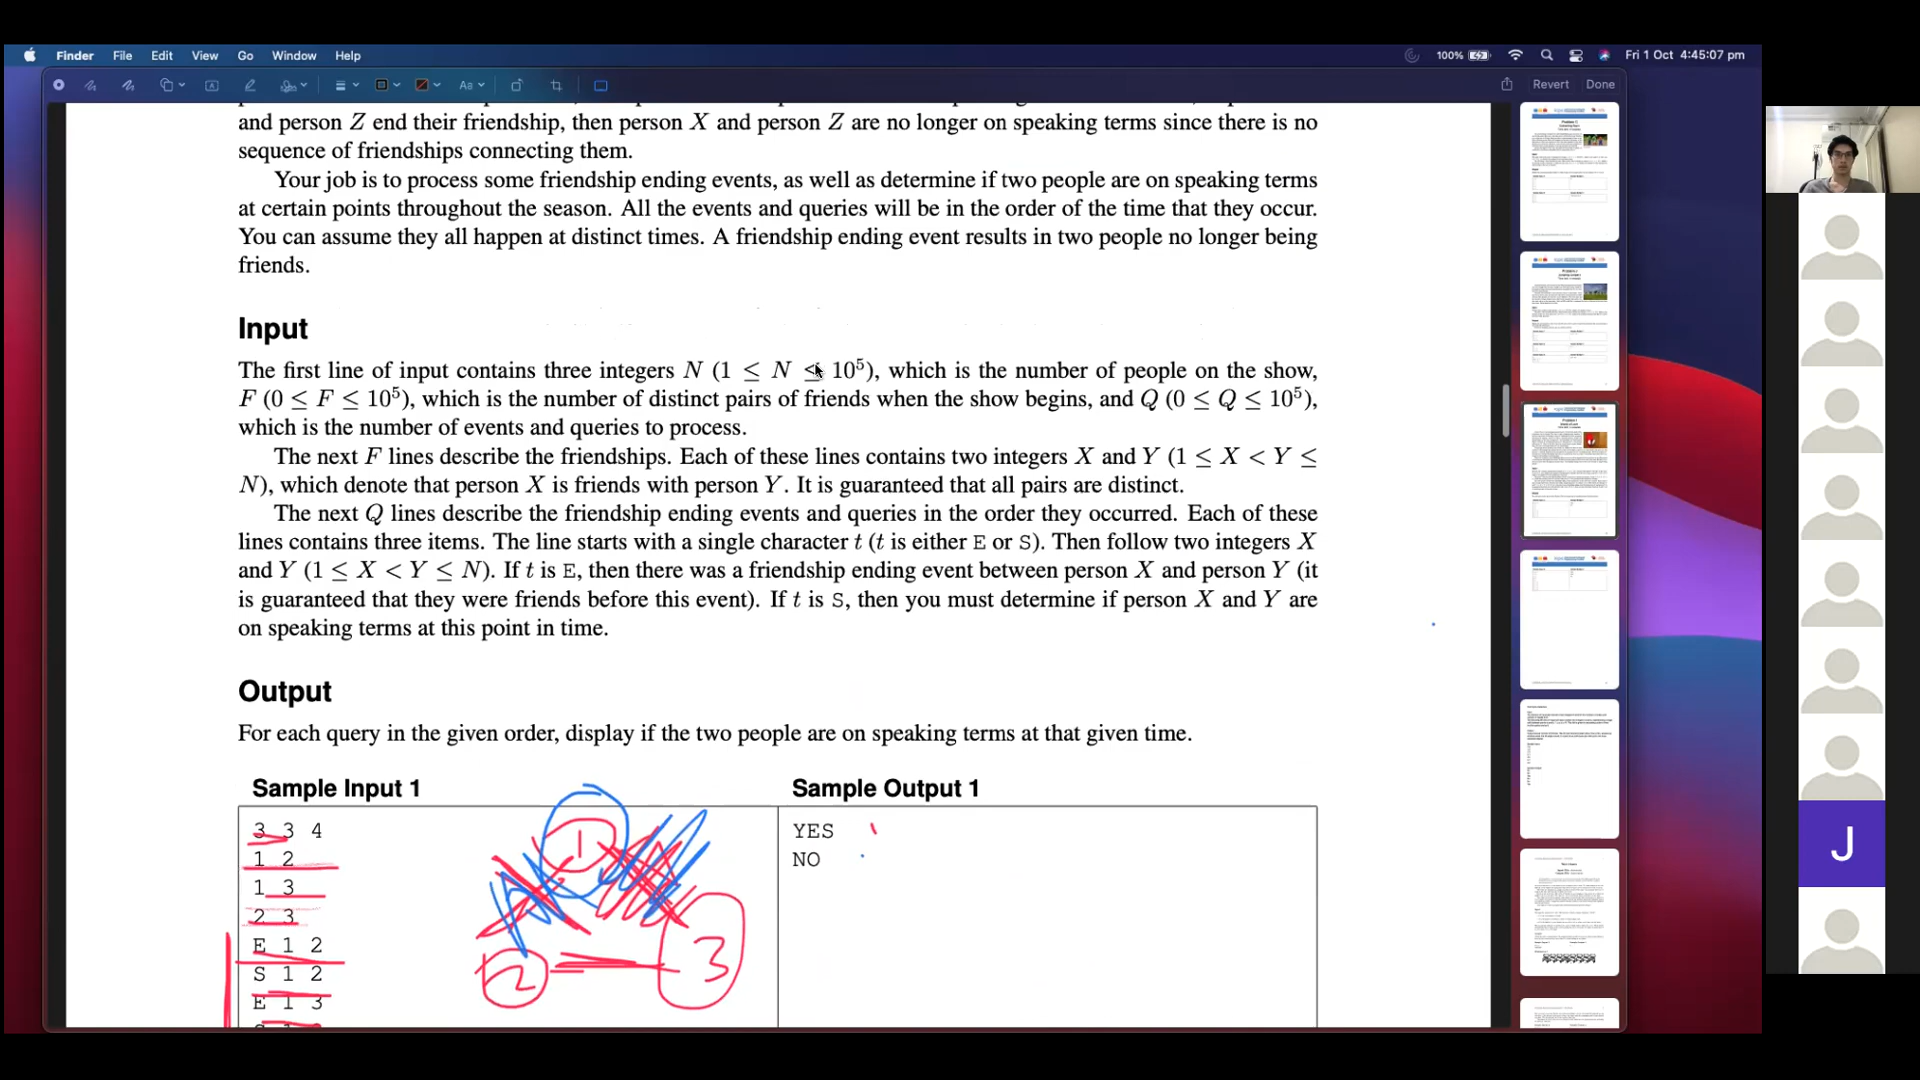 Finder File Edit View Go Window Help 100% Fri 1 Oct 4:45:07 pm
Aa Revert Done
and person Z end their friendship, then person X and person Z are no longer on speaking terms since there is no
sequence of friendships connecting them.
Your job is to process some friendship ending events, as well as determine if two people are on speaking terms
at certain points throughout the season. All the events and queries will be in the order of the time that they occur.
You can assume they all happen at distinct times. A friendship ending event results in two people no longer being
friends.
Input
The first line of input contains three integers N (1 ≤ N ≤ 10⁵), which is the number of people on the show,
F (0 ≤ F ≤ 10⁵), which is the number of distinct pairs of friends when the show begins, and Q (0 ≤ Q ≤ 10⁵),
which is the number of events and queries to process.
The next F lines describe the friendships. Each of these lines contains two integers X and Y (1 ≤ X < Y ≤
N), which denote that person X is friends with person Y. It is guaranteed that all pairs are distinct.
The next Q lines describe the friendship ending events and queries in the order they occurred. Each of these
lines contains three items. The line starts with a single character t (t is either E or S). Then follow two integers X
and Y (1 ≤ X < Y ≤ N). If t is E, then there was a friendship ending event between person X and person Y (it
is guaranteed that they were friends before this event). If t is S, then you must determine if person X and Y are
on speaking terms at this point in time.
Output
For each query in the given order, display if the two people are on speaking terms at that given time.
Sample Input 1 Sample Output 1
3 3 4
1 2
1 3
2 3
E 1 2
S 1 2
E 1 3
YES
NO
1
2 3
J